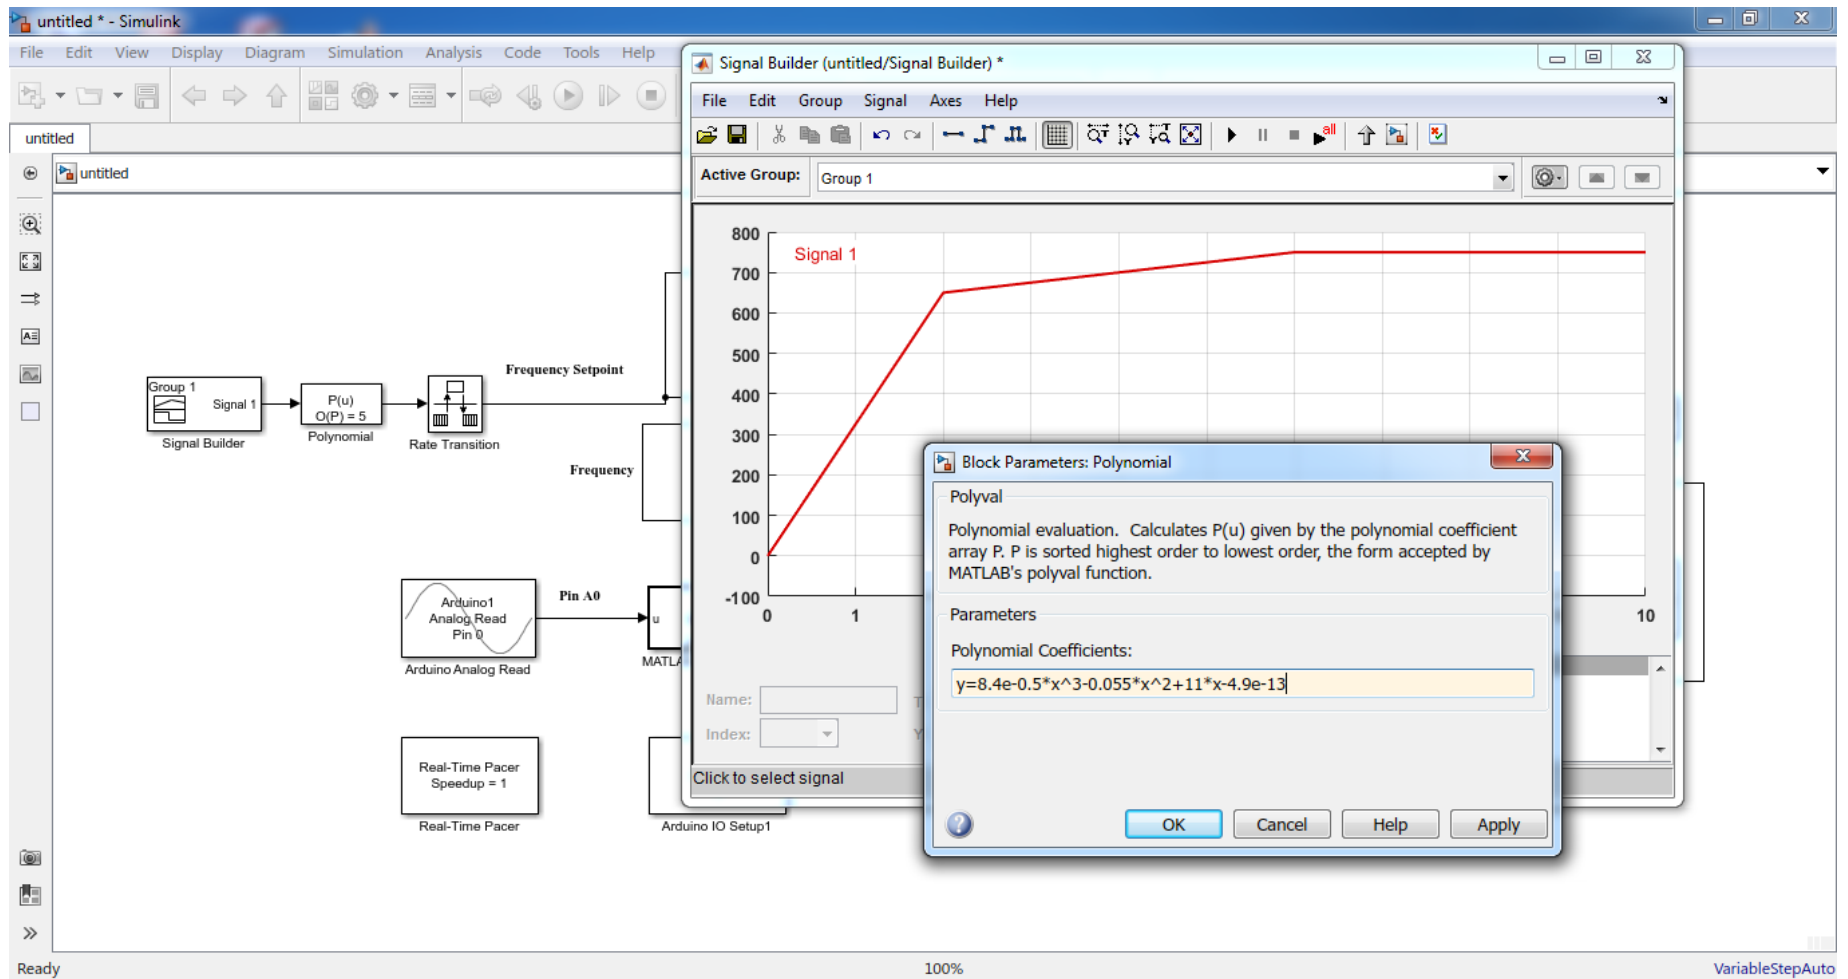 untitled * - Simulink
File Edit View Display Diagram Simulation Analysis Code Tools Help
untitled
untitled
Group 1
Signal 1
Signal Builder
P(u)
O(P) = 5
Polynomial
Rate Transition
Frequency Setpoint
Frequency
Arduino1
Analog Read
Pin 0
Arduino Analog Read
Pin A0
u
MATLA
Real-Time Pacer
Speedup = 1
Real-Time Pacer
Arduino IO Setup1
Signal Builder (untitled/Signal Builder) *
File Edit Group Signal Axes Help
all
Active Group: Group 1
Signal 1
800
700
600
500
400
300
200
100
0
-100
0 1 10
Name:
Index:
Click to select signal
Block Parameters: Polynomial
Polyval
Polynomial evaluation. Calculates P(u) given by the polynomial coefficient
array P. P is sorted highest order to lowest order, the form accepted by
MATLAB's polyval function.
Parameters
Polynomial Coefficients:
y=8.4e-0.5*x^3-0.055*x^2+11*x-4.9e-13
OK Cancel Help Apply
Ready 100% VariableStepAuto